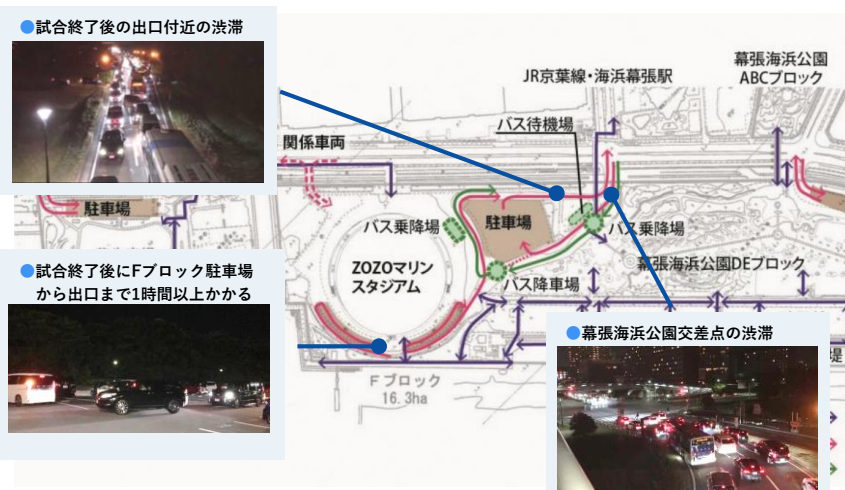 ●試合終了後の出口付近の渋滞
幕張海浜公園
ABCブロック
JR京葉線・海浜幕張駅
バス待機場
関係車両
駐車場
バス乗降場
駐車場
バス乗降場
ZOZOマリン
スタジアム
幕張海浜公園DEブロック
バス降車場
●試合終了後にFブロック駐車場
から出口まで1時間以上かかる
●幕張海浜公園交差点の渋滞
堤
Fブロック
16.3ha